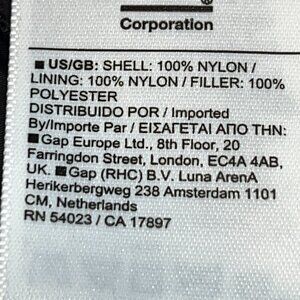 Corporation
■ US/GB: SHELL: 100% NYLON /
LINING: 100% NYLON / FILLER: 100%
POLYESTER
DISTRIBUIDO POR / Imported
By/Importe Par / ΕΙΣΑΓΕΤΑΙ ΑΠΟ ΤΗΝ:
■ Gap Europe Ltd., 8th Floor, 20
Farringdon Street, London, EC4A 4AB,
UK. ■ Gap (RHC) B.V. Luna ArenA
Herikerbergweg 238 Amsterdam 1101
CM, Netherlands
RN 54023 / CA 17897